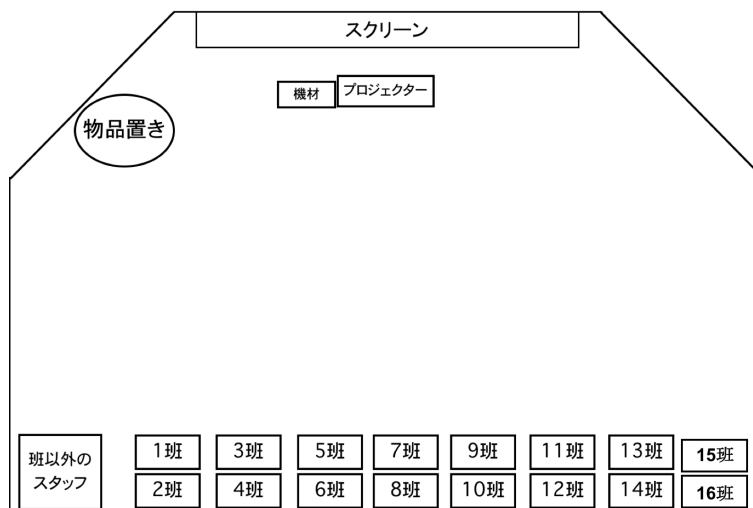 スクリーン
機材
プロジェクター
物品置き
班以外の
スタッフ
1班
3班
5班
7班
9班
11班
13班
15班
2班
4班
6班
8班
10班
12班
14班
16班